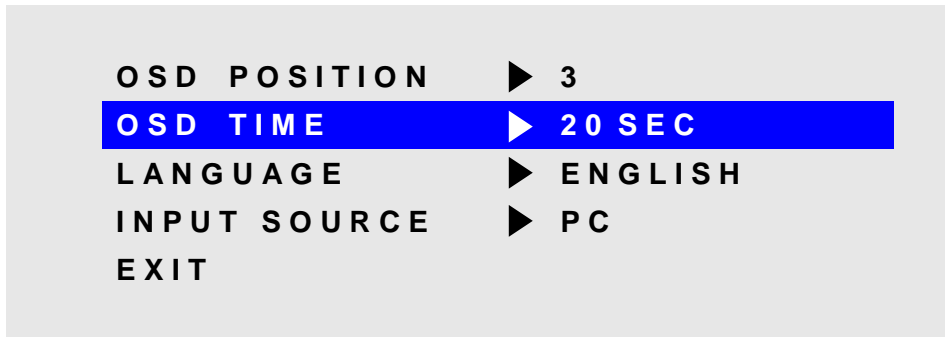 OSD POSITION ▶ 3
OSD TIME ▶ 20 SEC
LANGUAGE ▶ ENGLISH
INPUT SOURCE ▶ PC
EXIT